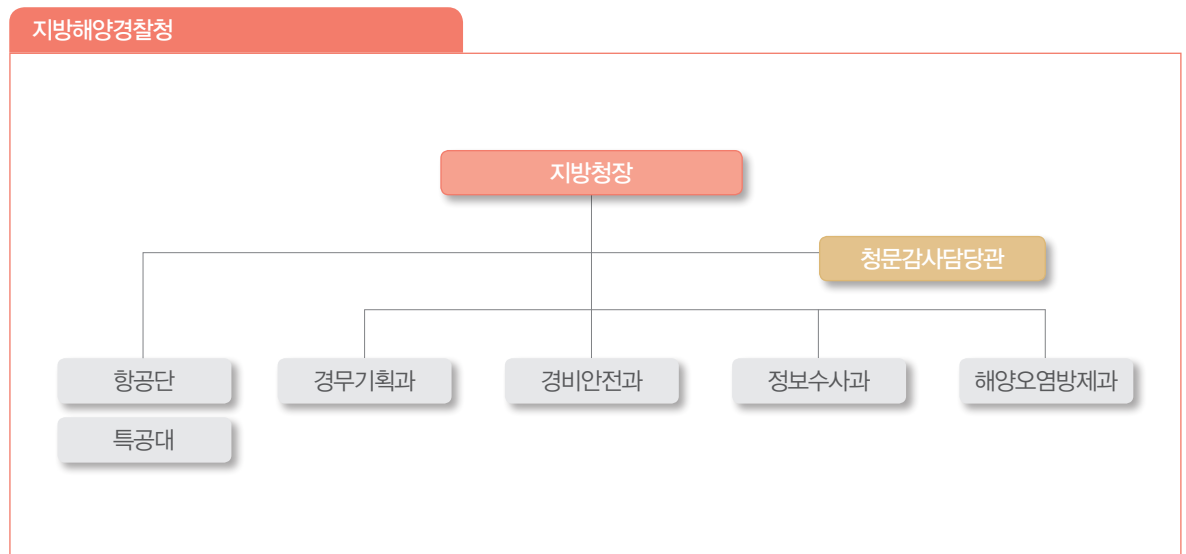 지방해양경찰청
지방청장
청문감사담당관
항공단
경무기획과
경비안전과
정보수사과
해양오염방제과
특공대